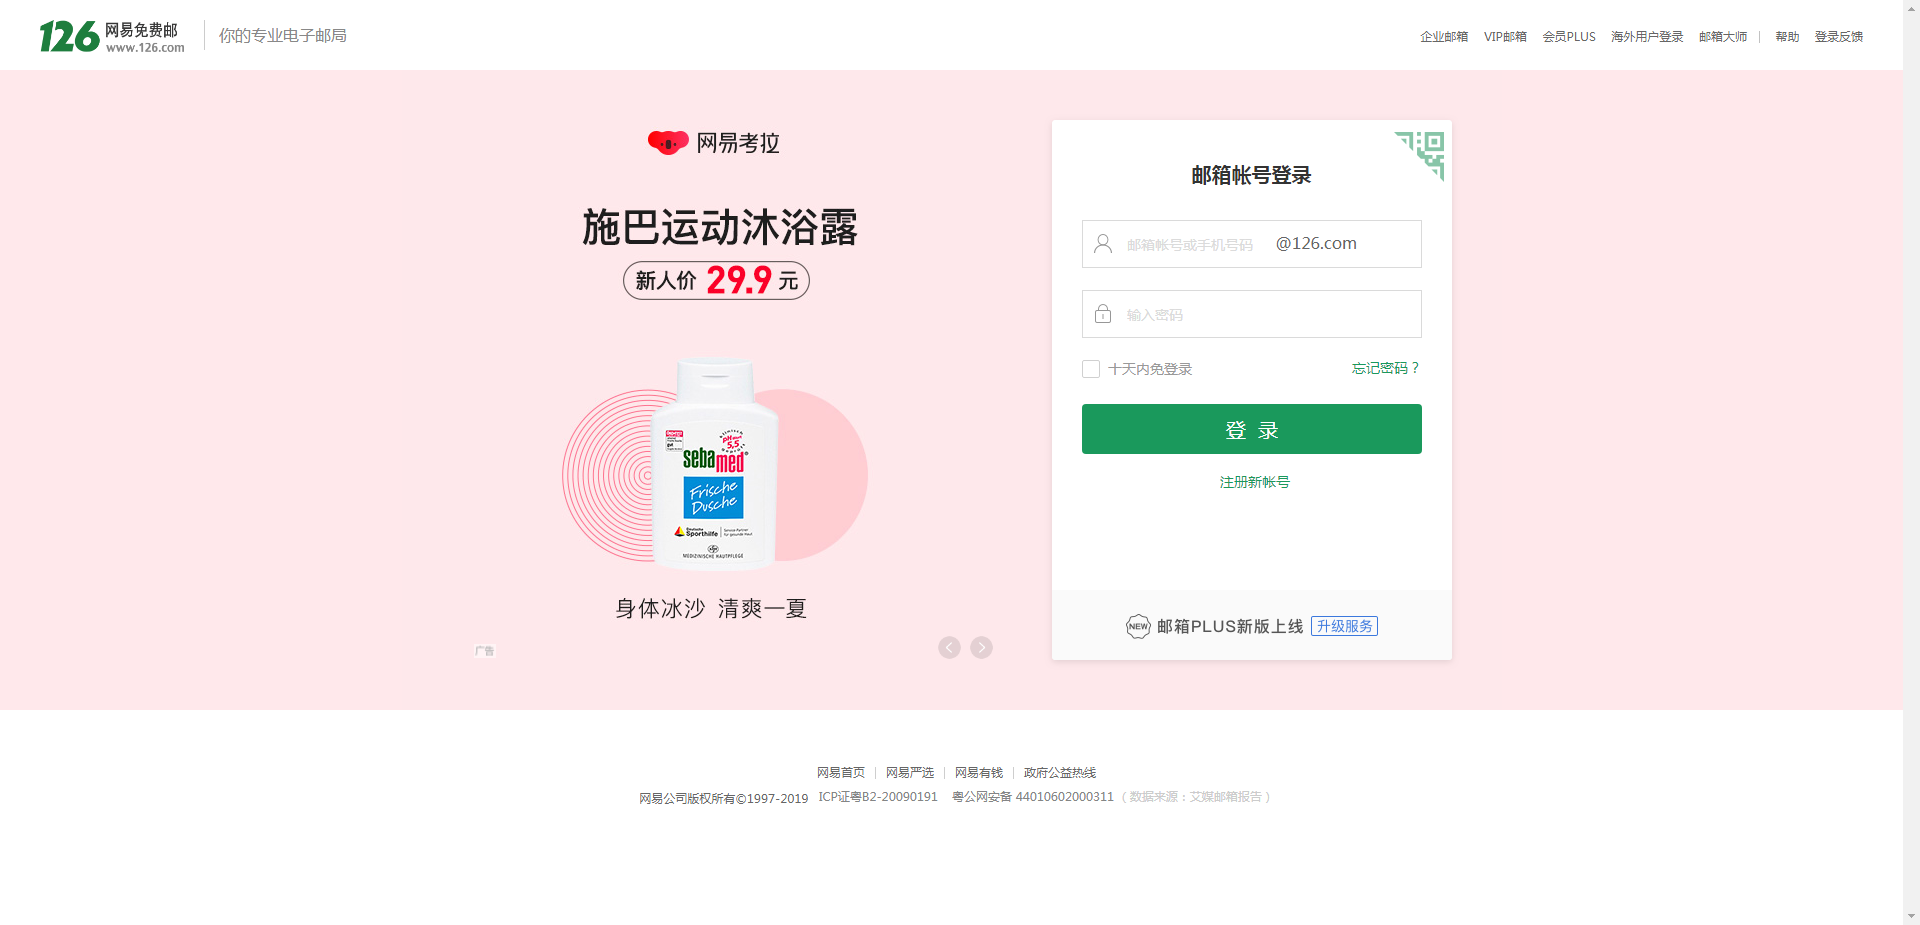 126 网易免费邮
www.126.com
你的专业电子邮局
企业邮箱 VIP邮箱 会员PLUS 海外用户登录 邮箱大师 | 帮助 登录反馈
网易考拉
施巴运动沐浴露
新人价 29.9 元
pH 5,5
sebamed
Frische
Dusche
Deutsche
Sporthilfe
MEDIZINISCHE HAUTPFLEGE
身体冰沙 清爽一夏
广告
邮箱帐号登录
邮箱帐号或手机号码 @126.com
输入密码
十天内免登录 忘记密码？
登 录
注册新帐号
NEW 邮箱PLUS新版上线 升级服务
网易首页 | 网易严选 | 网易有钱 | 政府公益热线
网易公司版权所有©1997-2019 ICP证粤B2-20090191 粤公网安备 44010602000311（数据来源：艾媒邮箱报告）